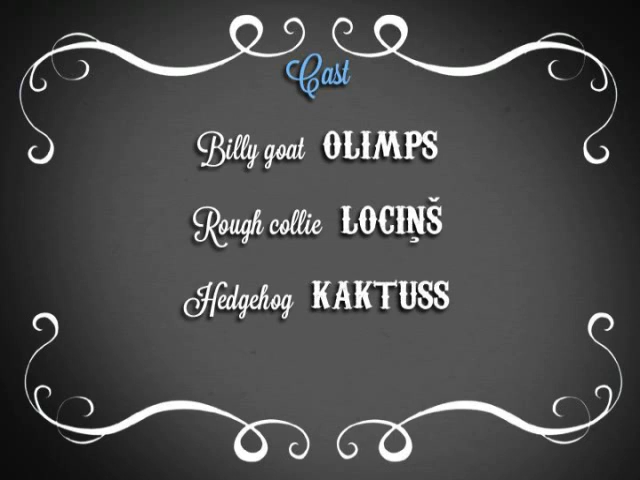 Cast
Billy goat OLIMPS
Rough collie LOCIŅŠ
Hedgehog KAKTUSS